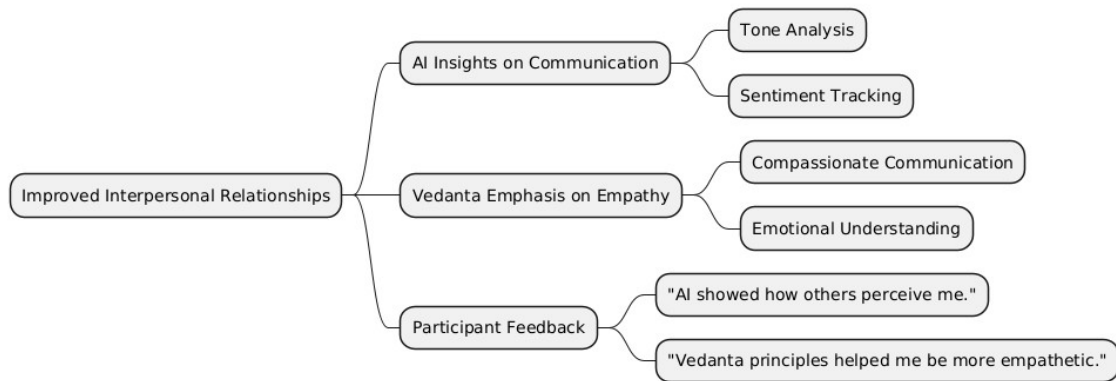 Improved Interpersonal Relationships
AI Insights on Communication
Tone Analysis
Sentiment Tracking
Vedanta Emphasis on Empathy
Compassionate Communication
Emotional Understanding
Participant Feedback
"AI showed how others perceive me."
"Vedanta principles helped me be more empathetic."